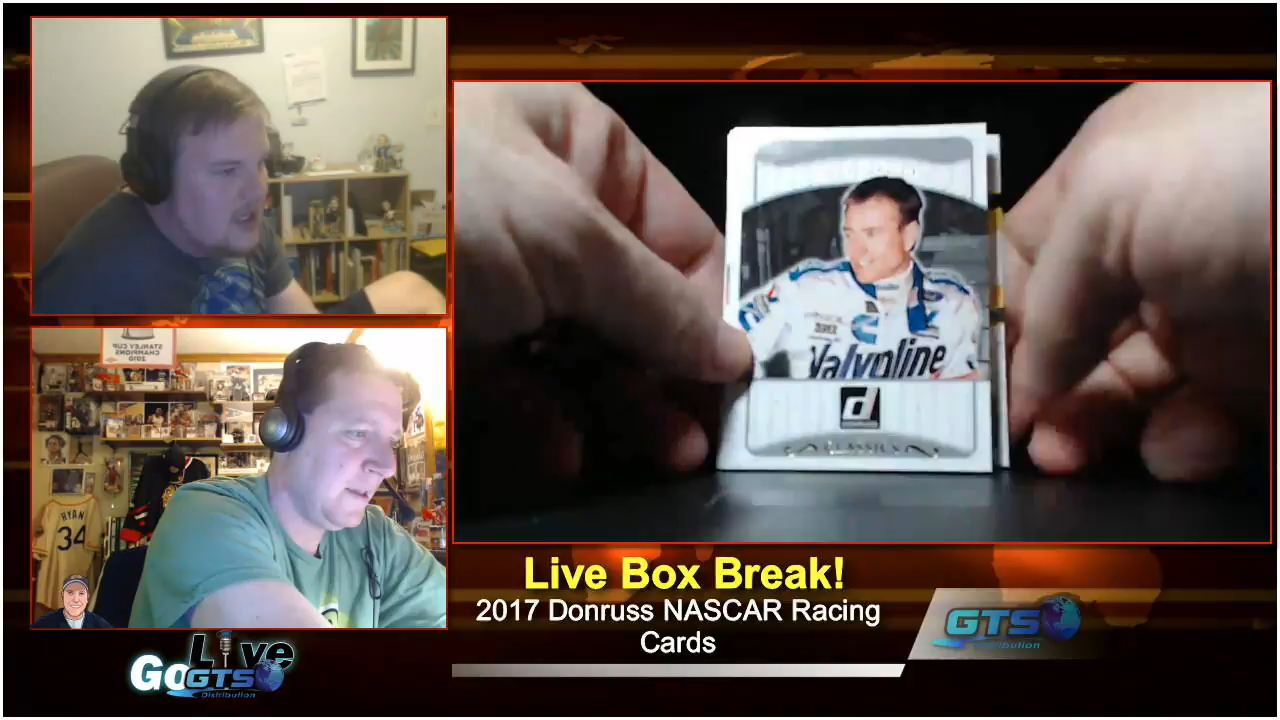 STANLEY CUP
CHAMPIONS
2010
RYAN
34
Valvoline
d
CLASSICS
Live Box Break!
2017 Donruss NASCAR Racing
Cards
Live
GoGTS
Distribution
GTS
Distribution